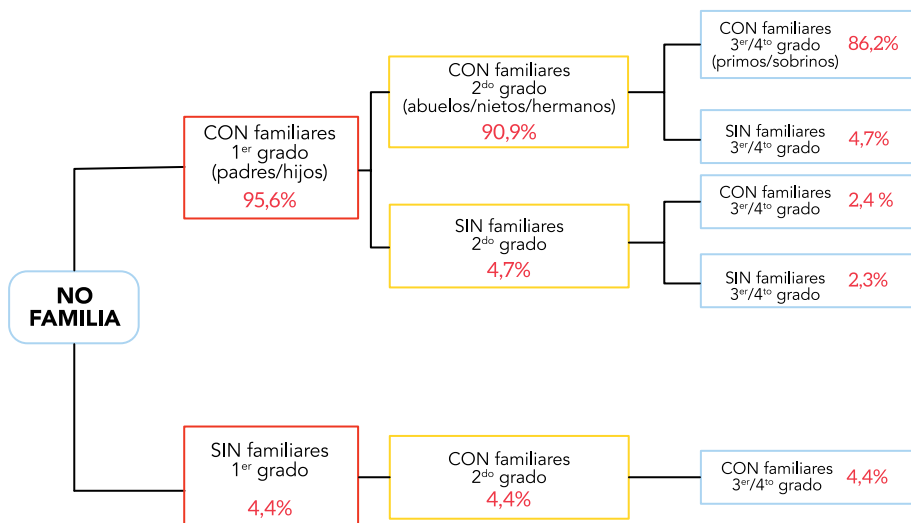 NO
FAMILIA
CON familiares
1er grado
(padres/hijos)
95,6%
SIN familiares
1er grado
4,4%
CON familiares
2do grado
(abuelos/nietos/hermanos)
90,9%
SIN familiares
2do grado
4,7%
CON familiares
2do grado
4,4%
CON familiares
3er/4to grado
(primos/sobrinos)
86,2%
SIN familiares
3er/4to grado
4,7%
CON familiares
3er/4to grado
2,4 %
SIN familiares
3er/4to grado
2,3%
CON familiares
3er/4to grado
4,4%